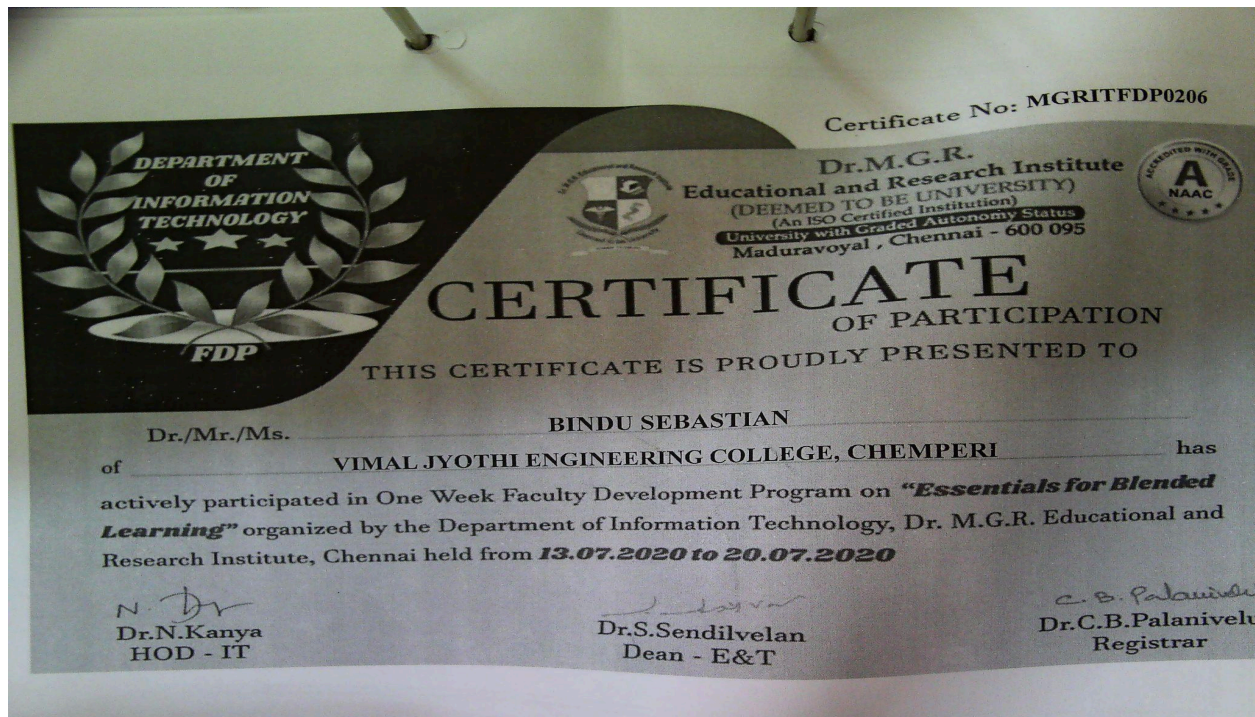 Certificate No: MGRITFDP0206
DEPARTMENT
OF
INFORMATION
TECHNOLOGY
FDP
Dr.M.G.R.
Educational and Research Institute
(DEEMED TO BE UNIVERSITY)
(An ISO Certified Institution)
University with Graded Autonomy Status
Maduravoyal , Chennai - 600 095
ACCREDITED WITH GRADE
A
NAAC
CERTIFICATE
OF PARTICIPATION
THIS CERTIFICATE IS PROUDLY PRESENTED TO
Dr./Mr./Ms. BINDU SEBASTIAN
of VIMAL JYOTHI ENGINEERING COLLEGE, CHEMPERI has
actively participated in One Week Faculty Development Program on "Essentials for Blended
Learning" organized by the Department of Information Technology, Dr. M.G.R. Educational and
Research Institute, Chennai held from 13.07.2020 to 20.07.2020
C. B. Palanivelu
Dr.N.Kanya
HOD - IT
Dr.S.Sendilvelan
Dean - E&T
Dr.C.B.Palanivelu
Registrar